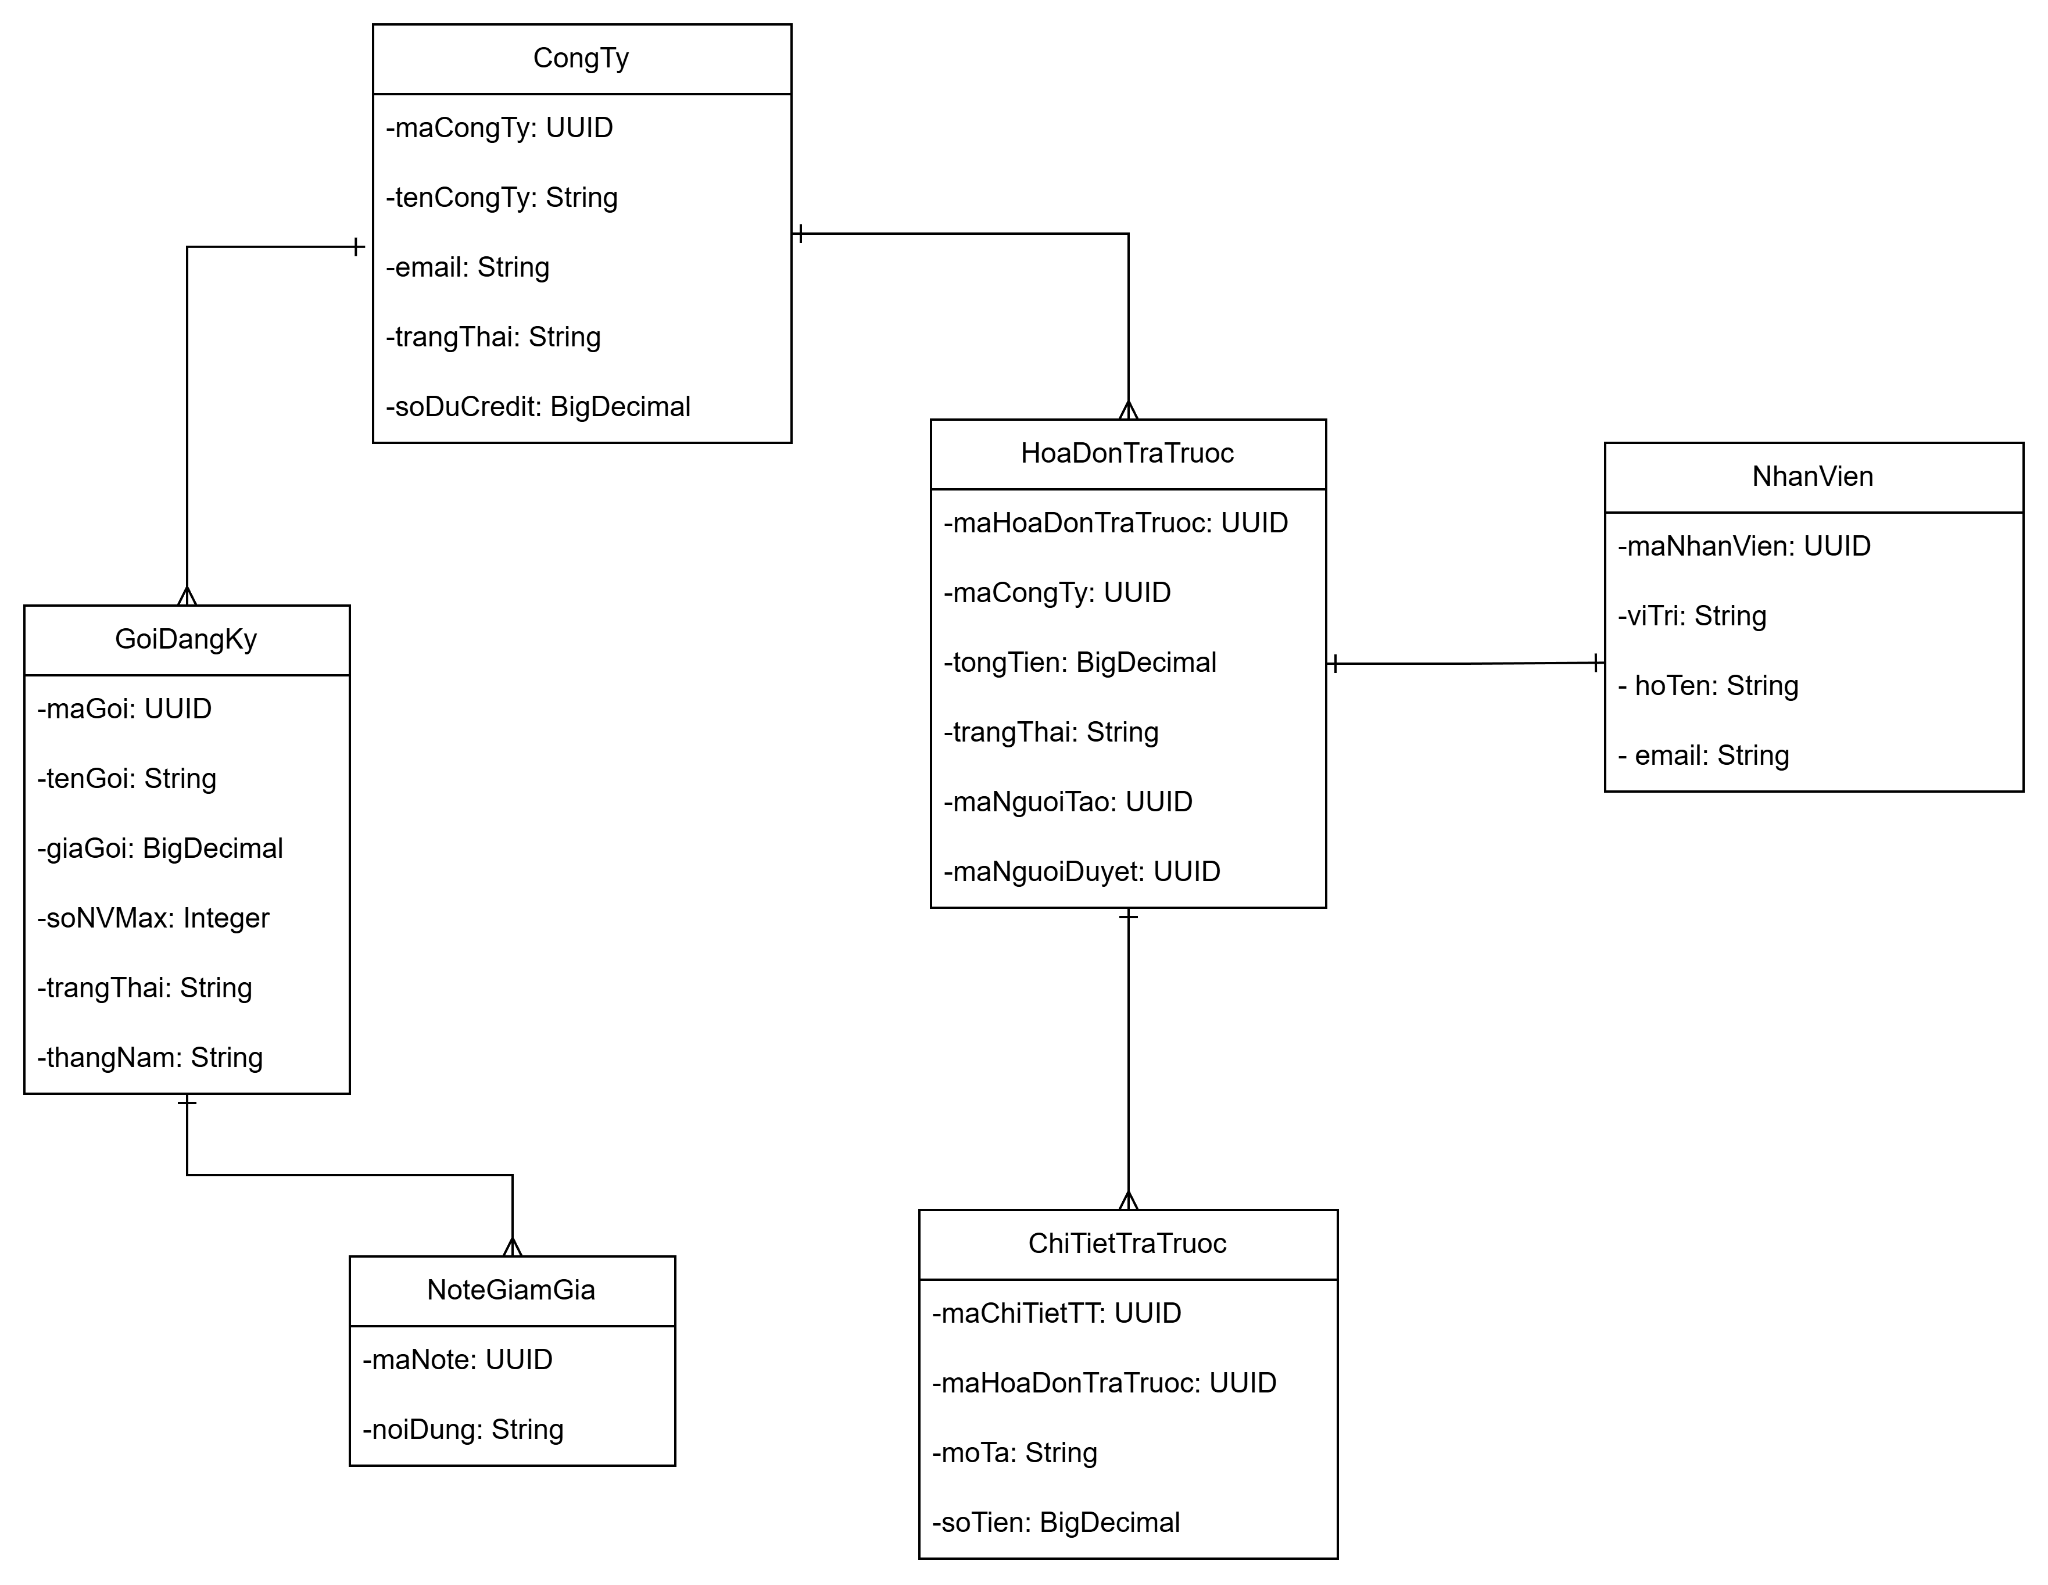 CongTy
-maCongTy: UUID
-tenCongTy: String
-email: String
-trangThai: String
-soDuCredit: BigDecimal
HoaDonTraTruoc
-maHoaDonTraTruoc: UUID
-maCongTy: UUID
-tongTien: BigDecimal
-trangThai: String
-maNguoiTao: UUID
-maNguoiDuyet: UUID
NhanVien
-maNhanVien: UUID
-viTri: String
- hoTen: String
- email: String
GoiDangKy
-maGoi: UUID
-tenGoi: String
-giaGoi: BigDecimal
-soNVMax: Integer
-trangThai: String
-thangNam: String
NoteGiamGia
-maNote: UUID
-noiDung: String
ChiTietTraTruoc
-maChiTietTT: UUID
-maHoaDonTraTruoc: UUID
-moTa: String
-soTien: BigDecimal